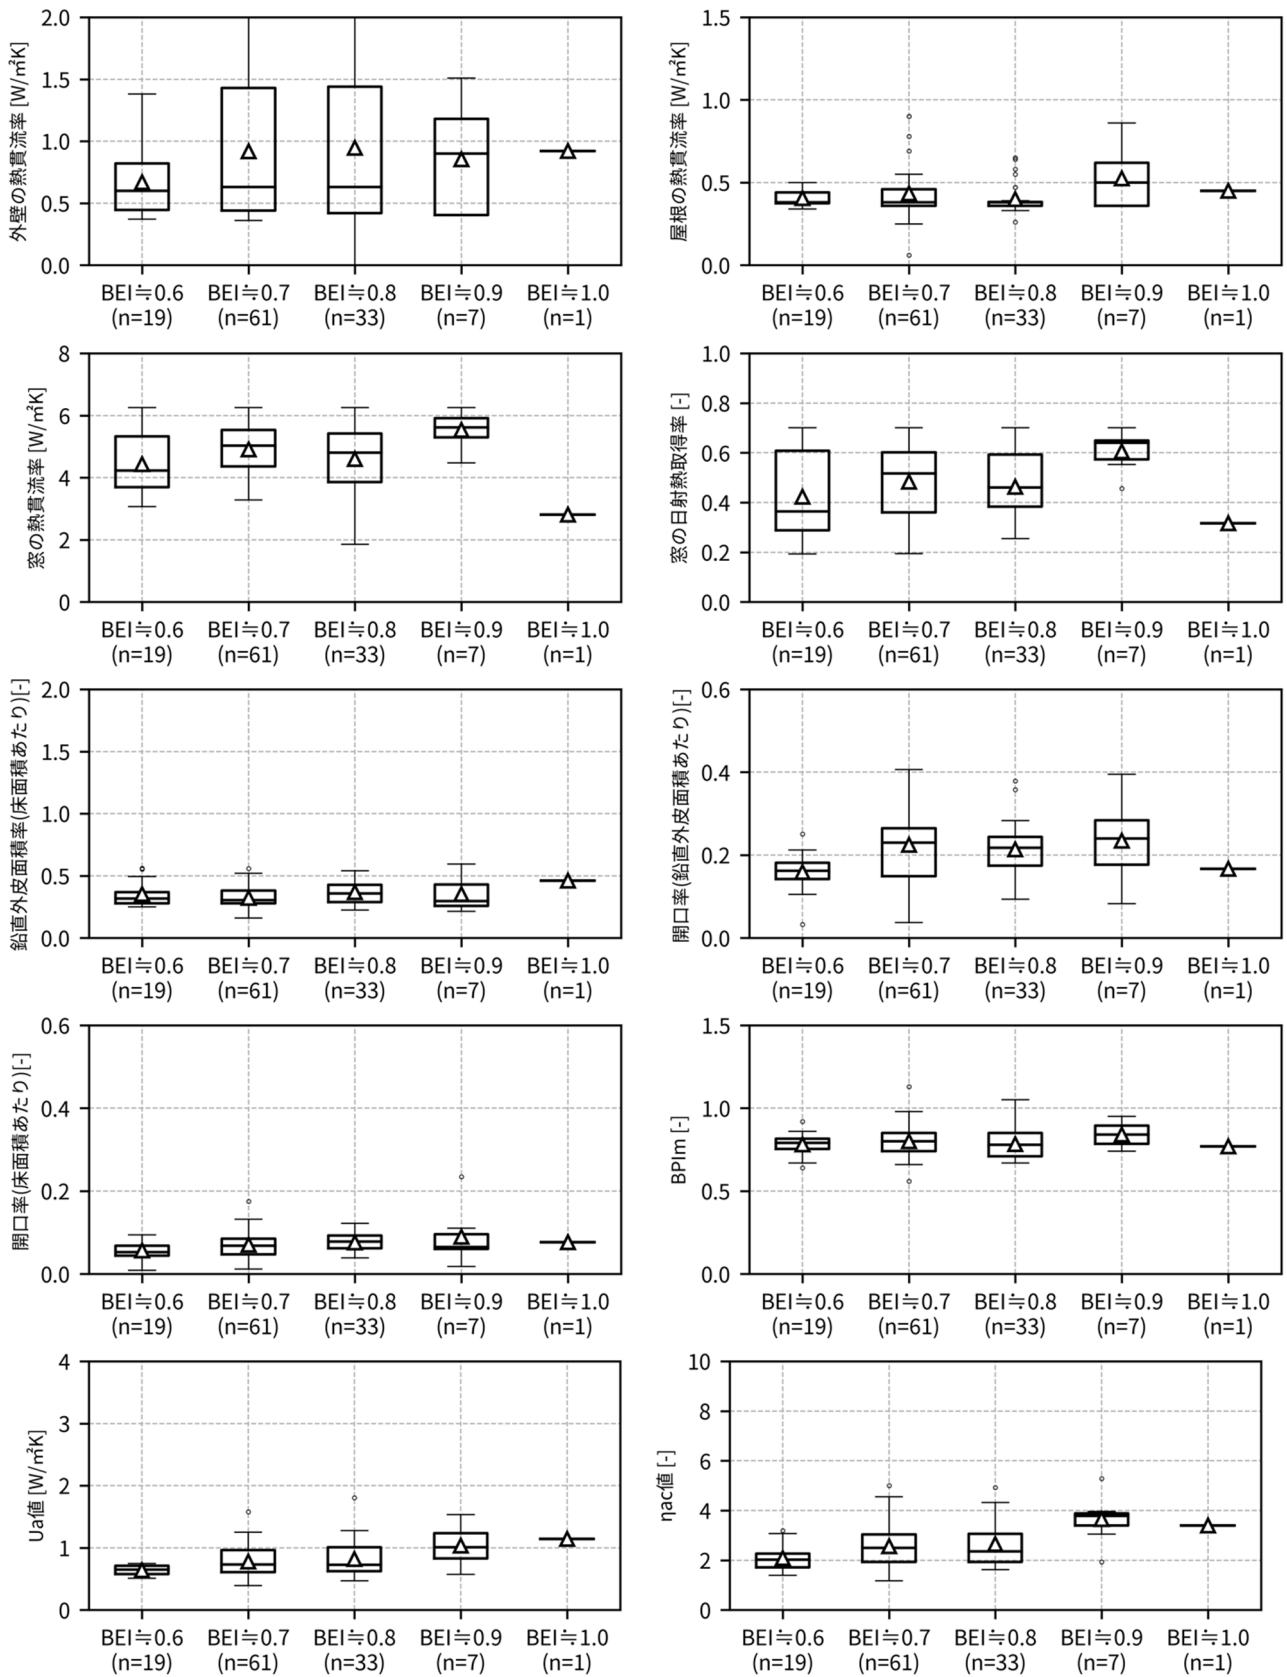 外壁の熱貫流率 [W/㎡K]
2.0
1.5
1.0
0.5
0.0
BEI≒0.6 BEI≒0.7 BEI≒0.8 BEI≒0.9 BEI≒1.0
(n=19) (n=61) (n=33) (n=7) (n=1)
屋根の熱貫流率 [W/㎡K]
1.5
1.0
0.5
0.0
BEI≒0.6 BEI≒0.7 BEI≒0.8 BEI≒0.9 BEI≒1.0
(n=19) (n=61) (n=33) (n=7) (n=1)
窓の熱貫流率 [W/㎡K]
8
6
4
2
0
BEI≒0.6 BEI≒0.7 BEI≒0.8 BEI≒0.9 BEI≒1.0
(n=19) (n=61) (n=33) (n=7) (n=1)
窓の日射熱取得率 [-]
1.0
0.8
0.6
0.4
0.2
0.0
BEI≒0.6 BEI≒0.7 BEI≒0.8 BEI≒0.9 BEI≒1.0
(n=19) (n=61) (n=33) (n=7) (n=1)
鉛直外皮面積率(床面積あたり)[-]
2.0
1.5
1.0
0.5
0.0
BEI≒0.6 BEI≒0.7 BEI≒0.8 BEI≒0.9 BEI≒1.0
(n=19) (n=61) (n=33) (n=7) (n=1)
開口率(鉛直外皮面積あたり)[-]
0.6
0.4
0.2
0.0
BEI≒0.6 BEI≒0.7 BEI≒0.8 BEI≒0.9 BEI≒1.0
(n=19) (n=61) (n=33) (n=7) (n=1)
開口率(床面積あたり)[-]
0.6
0.4
0.2
0.0
BEI≒0.6 BEI≒0.7 BEI≒0.8 BEI≒0.9 BEI≒1.0
(n=19) (n=61) (n=33) (n=7) (n=1)
BPIm [-]
1.5
1.0
0.5
0.0
BEI≒0.6 BEI≒0.7 BEI≒0.8 BEI≒0.9 BEI≒1.0
(n=19) (n=61) (n=33) (n=7) (n=1)
Ua値 [W/㎡K]
4
3
2
1
0
BEI≒0.6 BEI≒0.7 BEI≒0.8 BEI≒0.9 BEI≒1.0
(n=19) (n=61) (n=33) (n=7) (n=1)
ηac値 [-]
10
8
6
4
2
0
BEI≒0.6 BEI≒0.7 BEI≒0.8 BEI≒0.9 BEI≒1.0
(n=19) (n=61) (n=33) (n=7) (n=1)